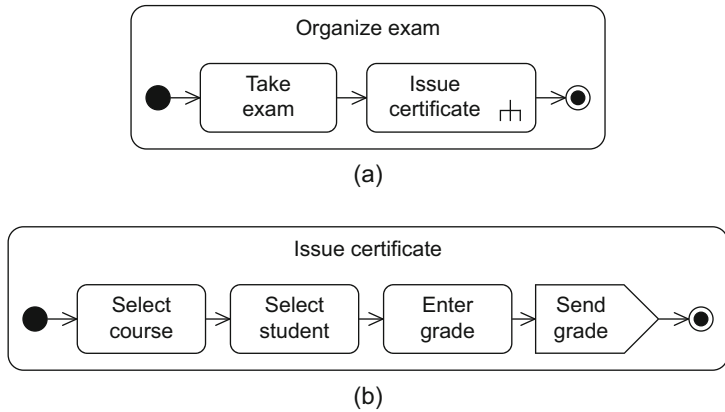 Organize exam
Take
exam
Issue
certificate
(a)
Issue certificate
Select
course
Select
student
Enter
grade
Send
grade
(b)